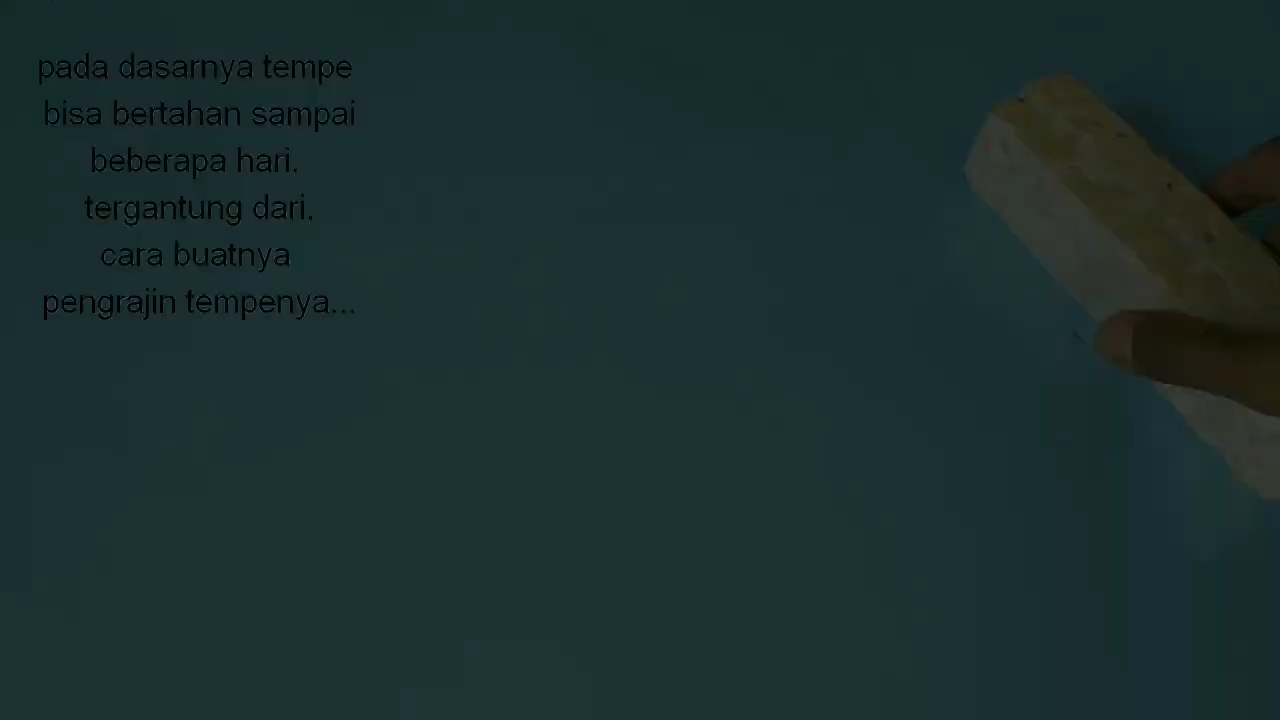 pada dasarnya tempe
bisa bertahan sampai
beberapa hari.
tergantung dari.
cara buatnya
pengrajin tempenya...